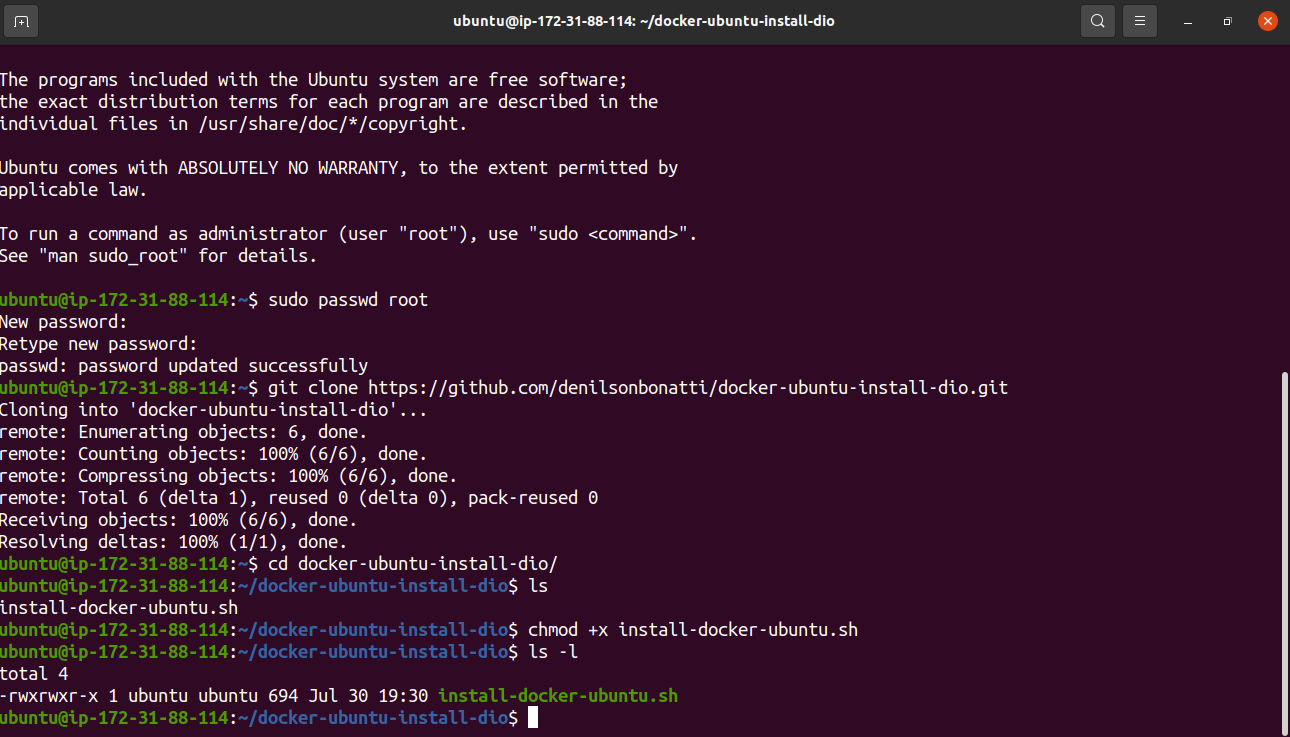 ubuntu@ip-172-31-88-114: ~/docker-ubuntu-install-dio
The programs included with the Ubuntu system are free software;
the exact distribution terms for each program are described in the
individual files in /usr/share/doc/*/copyright.
Ubuntu comes with ABSOLUTELY NO WARRANTY, to the extent permitted by
applicable law.
To run a command as administrator (user "root"), use "sudo <command>".
See "man sudo_root" for details.
ubuntu@ip-172-31-88-114:~$ sudo passwd root
New password:
Retype new password:
passwd: password updated successfully
ubuntu@ip-172-31-88-114:~$ git clone https://github.com/denilsonbonatti/docker-ubuntu-install-dio.git
Cloning into 'docker-ubuntu-install-dio'...
remote: Enumerating objects: 6, done.
remote: Counting objects: 100% (6/6), done.
remote: Compressing objects: 100% (6/6), done.
remote: Total 6 (delta 1), reused 0 (delta 0), pack-reused 0
Receiving objects: 100% (6/6), done.
Resolving deltas: 100% (1/1), done.
ubuntu@ip-172-31-88-114:~$ cd docker-ubuntu-install-dio/
ubuntu@ip-172-31-88-114:~/docker-ubuntu-install-dio$ ls
install-docker-ubuntu.sh
ubuntu@ip-172-31-88-114:~/docker-ubuntu-install-dio$ chmod +x install-docker-ubuntu.sh
ubuntu@ip-172-31-88-114:~/docker-ubuntu-install-dio$ ls -l
total 4
-rwxrwxr-x 1 ubuntu ubuntu 694 Jul 30 19:30 install-docker-ubuntu.sh
ubuntu@ip-172-31-88-114:~/docker-ubuntu-install-dio$